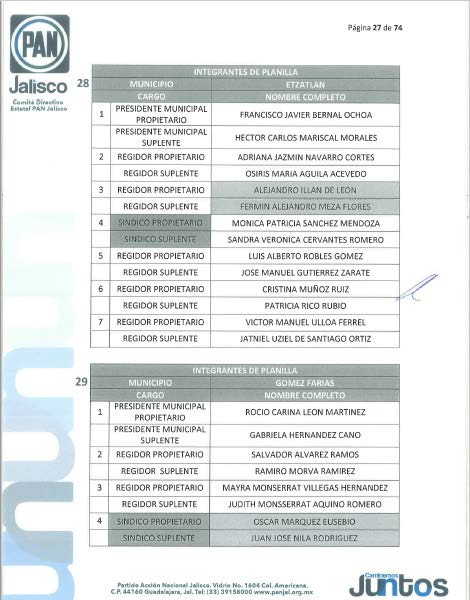 Página 27 de 74
PAN
Jalisco
Comité Directivo
Estatal PAN Jalisco
28
INTEGRANTES DE PLANILLA
MUNICIPIO ETZATLAN
CARGO NOMBRE COMPLETO
1 PRESIDENTE MUNICIPAL PROPIETARIO FRANCISCO JAVIER BERNAL OCHOA
PRESIDENTE MUNICIPAL SUPLENTE HECTOR CARLOS MARISCAL MORALES
2 REGIDOR PROPIETARIO ADRIANA JAZMIN NAVARRO CORTES
REGIDOR SUPLENTE OSIRIS MARIA AGUILA ACEVEDO
3 REGIDOR PROPIETARIO ALEJANDRO ILLAN DE LEON
REGIDOR SUPLENTE FERMIN ALEJANDRO MEZA FLORES
4 SINDICO PROPIETARIO MONICA PATRICIA SANCHEZ MENDOZA
SINDICO SUPLENTE SANDRA VERONICA CERVANTES ROMERO
5 REGIDOR PROPIETARIO LUIS ALBERTO ROBLES GOMEZ
REGIDOR SUPLENTE JOSE MANUEL GUTIERREZ ZARATE
6 REGIDOR PROPIETARIO CRISTINA MUÑOZ RUIZ
REGIDOR SUPLENTE PATRICIA RICO RUBIO
7 REGIDOR PROPIETARIO VICTOR MANUEL ULLOA FERREL
REGIDOR SUPLENTE JATNIEL UZIEL DE SANTIAGO ORTIZ
29
INTEGRANTES DE PLANILLA
MUNICIPIO GOMEZ FARIAS
CARGO NOMBRE COMPLETO
1 PRESIDENTE MUNICIPAL PROPIETARIO ROCIO CARINA LEON MARTINEZ
PRESIDENTE MUNICIPAL SUPLENTE GABRIELA HERNANDEZ CANO
2 REGIDOR PROPIETARIO SALVADOR ALVAREZ RAMOS
REGIDOR SUPLENTE RAMIRO MORVA RAMIREZ
3 REGIDOR PROPIETARIO MAYRA MONSERRAT VILLEGAS HERNANDEZ
REGIDOR SUPLENTE JUDITH MONSSERRAT AQUINO ROMERO
4 SINDICO PROPIETARIO OSCAR MARQUEZ EUSEBIO
SINDICO SUPLENTE JUAN JOSE NILA RODRIGUEZ
Partido Acción Nacional Jalisco. Vidrio No. 1604 Col. Americana.
C.P. 44160 Guadalajara, Jal. Tel: (33) 39158000 www.panjal.org.mx
Caminemos
Juntos